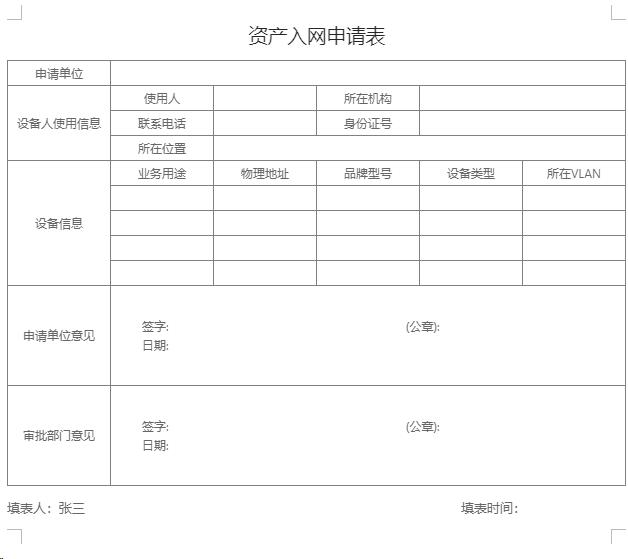 资产入网申请表
申请单位
设备人使用信息
使用人 所在机构
联系电话 身份证号
所在位置
设备信息
业务用途 物理地址 品牌型号 设备类型 所在VLAN
申请单位意见
签字: (公章):
日期:
审批部门意见
签字: (公章):
日期:
填表人：张三 填表时间：